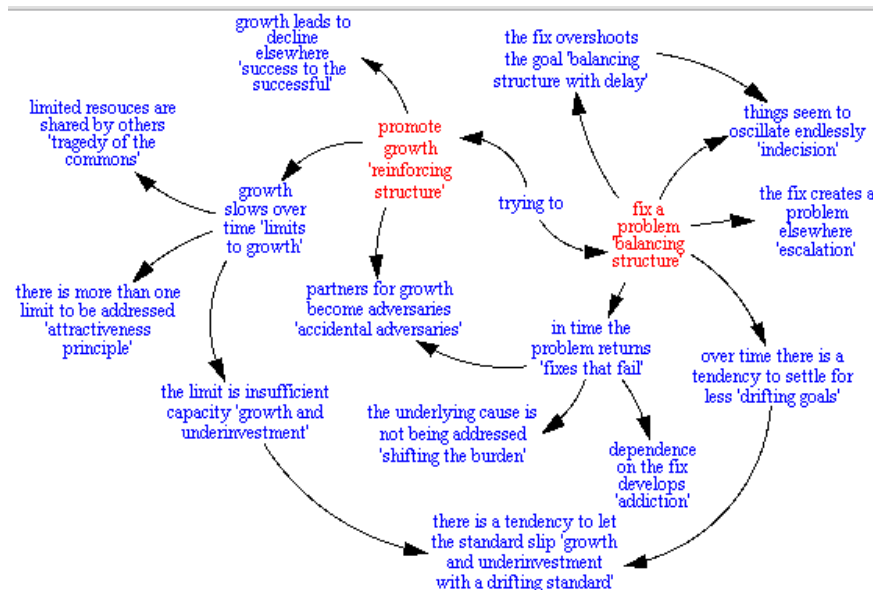 growth leads to
decline
elsewhere
'success to the
successful'
the fix overshoots
the goal 'balancing
structure with delay'
limited resouces are
shared by others
'tragedy of the
commons'
promote
growth
'reinforcing
structure'
things seem to
oscillate endlessly
'indecision'
growth
slows over
time 'limits
to growth'
trying to
fix a
problem
'balancing
structure'
the fix creates a
problem
elsewhere
'escalation'
there is more than one
limit to be addressed
'attractiveness
principle'
partners for growth
become adversaries
'accidental adversaries'
in time the
problem returns
'fixes that fail'
over time there is a
tendency to settle for
less 'drifting goals'
the limit is insufficient
capacity 'growth and
underinvestment'
the underlying cause is
not being addressed
'shifting the burden'
dependence
on the fix
develops
'addiction'
there is a tendency to let
the standard slip 'growth
and underinvestment
with a drifting standard'